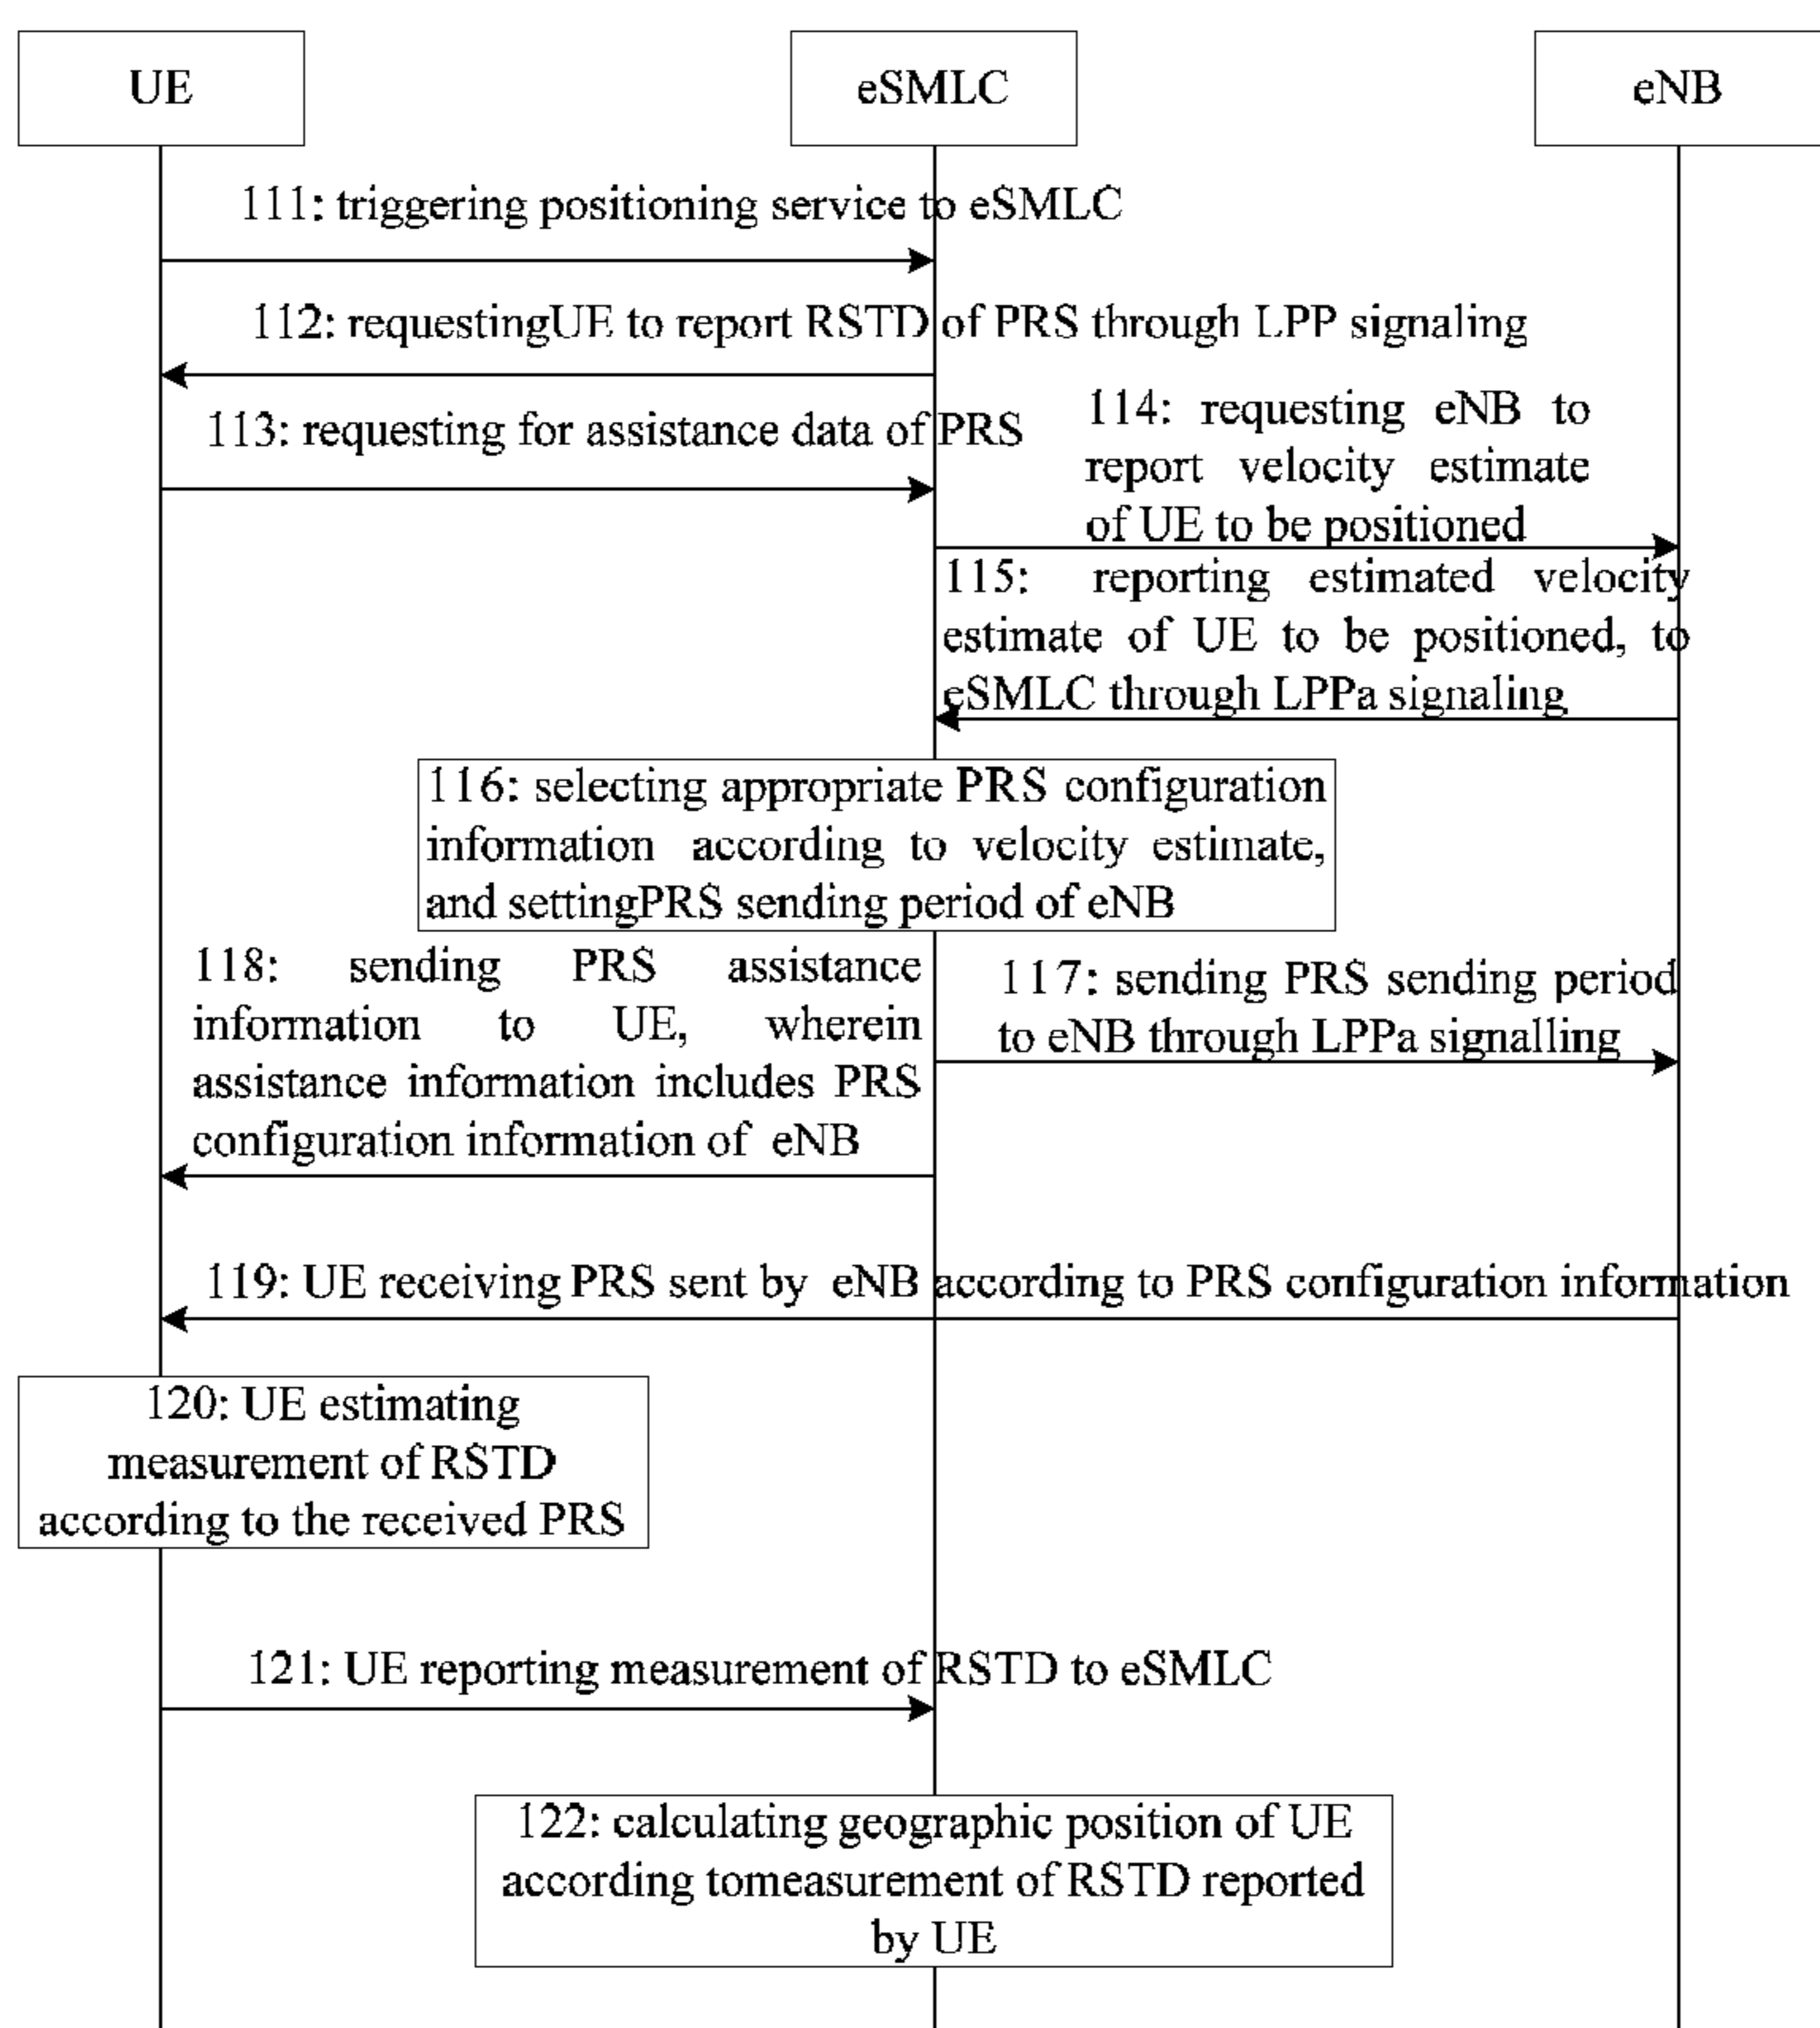 UE
eSMLC
eNB
111: triggering positioning service to eSMLC
112: requestingUE to report RSTD of PRS through LPP signaling
113: requesting for assistance data of PRS
114: requesting eNB to
report velocity estimate
of UE to be positioned
115: reporting estimated velocity
estimate of UE to be positioned, to
eSMLC through LPPa signaling
116: selecting appropriate PRS configuration
information according to velocity estimate,
and settingPRS sending period of eNB
118: sending PRS assistance
information to UE, wherein
assistance information includes PRS
configuration information of eNB
117: sending PRS sending period
to eNB through LPPa signalling
119: UE receiving PRS sent by eNB according to PRS configuration information
120: UE estimating
measurement of RSTD
according to the received PRS
121: UE reporting measurement of RSTD to eSMLC
122: calculating geographic position of UE
according tomeasurement of RSTD reported
by UE